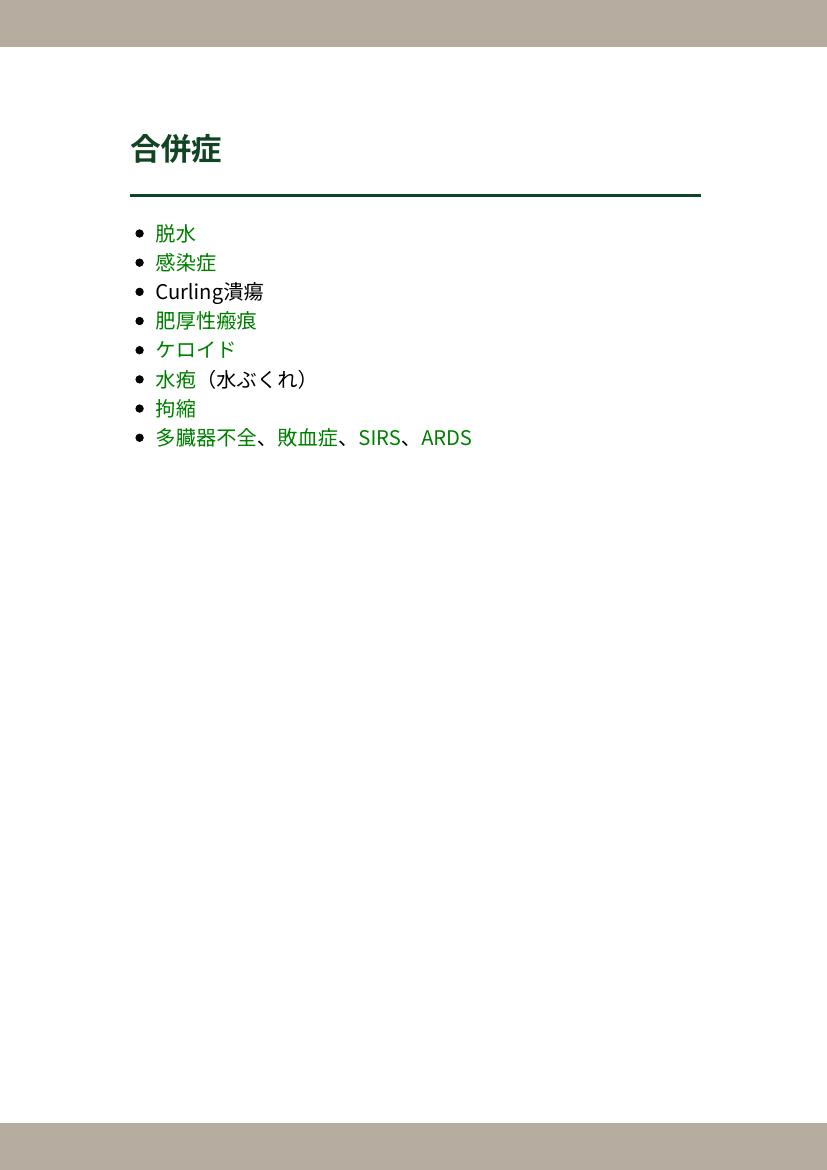 合併症
脱水
感染症
Curling潰瘍
肥厚性瘢痕
ケロイド
水疱（水ぶくれ）
拘縮
多臓器不全、敗血症、SIRS、ARDS